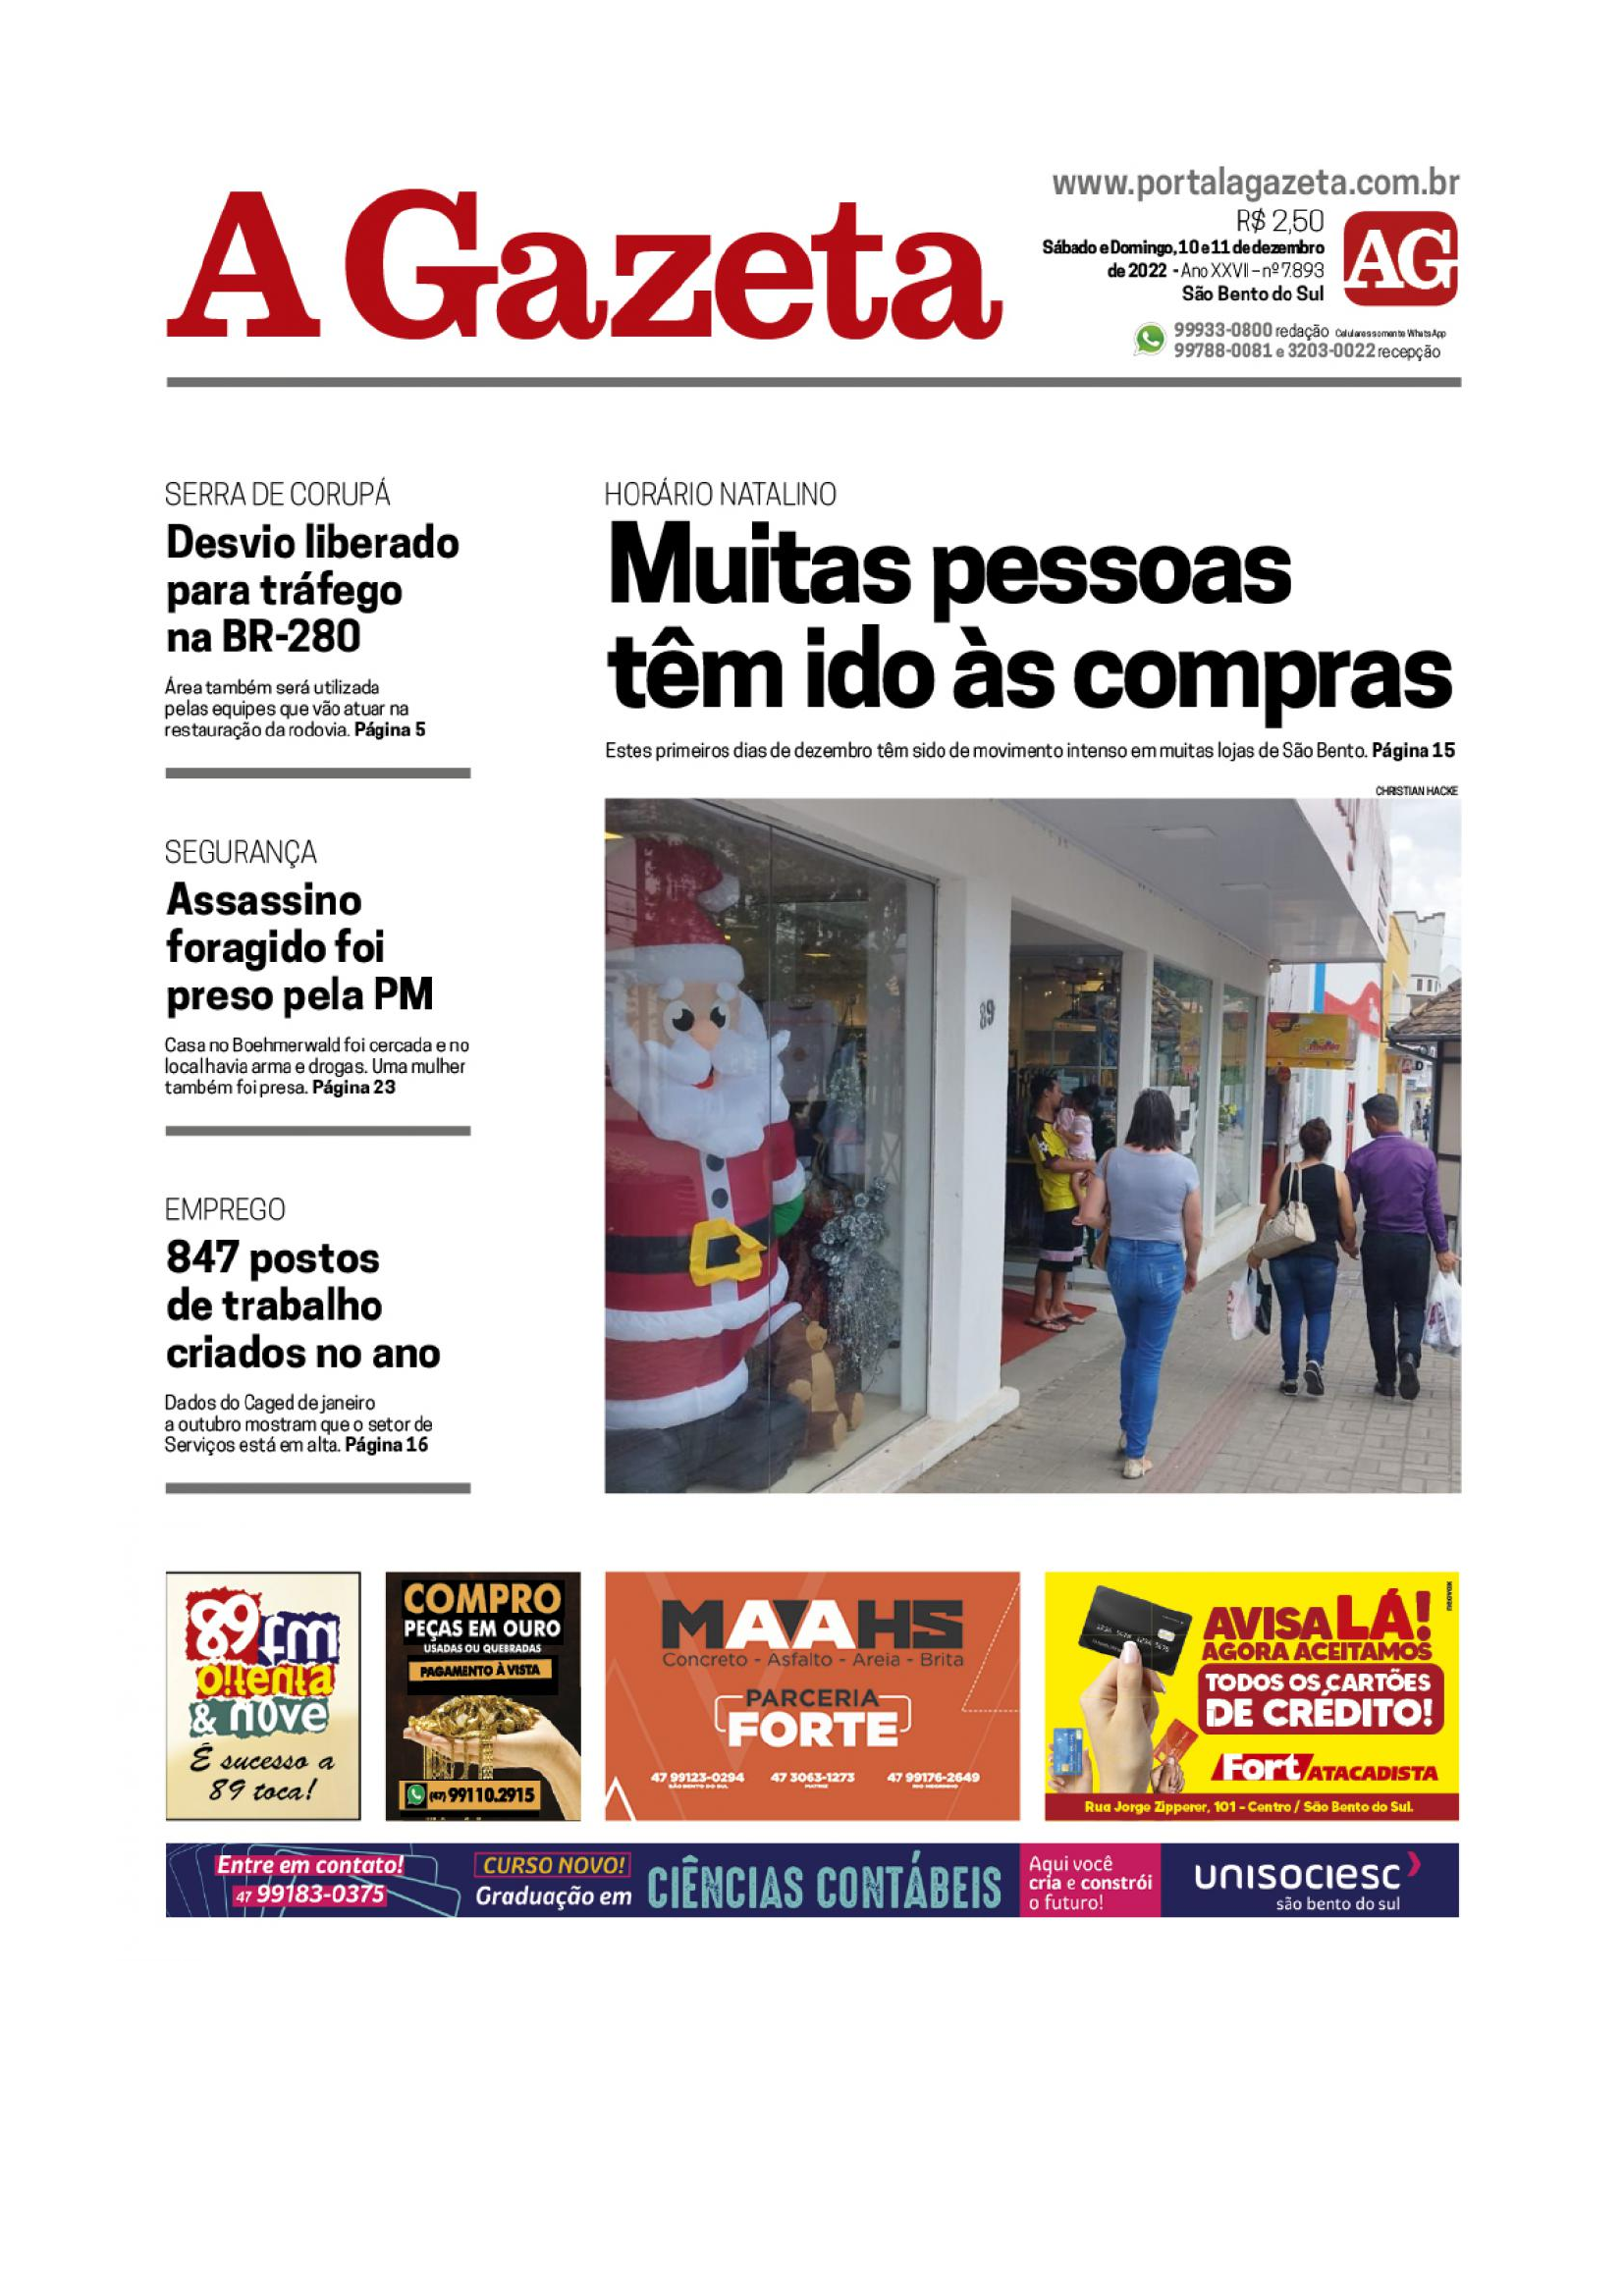 A Gazeta
www.portalagazeta.com.br
R$ 2,50
Sábado e Domingo, 10 e 11 de dezembro
de 2022 - Ano XXVII – nº 7.893
São Bento do Sul
AG
99933-0800 redação Celulares somente WhatsApp
99788-0081 e 3203-0022 recepção
SERRA DE CORUPÁ
Desvio liberado
para tráfego
na BR-280
Área também será utilizada
pelas equipes que vão atuar na
restauração da rodovia. Página 5
SEGURANÇA
Assassino
foragido foi
preso pela PM
Casa no Boehmerwald foi cercada e no
local havia arma e drogas. Uma mulher
também foi presa. Página 23
EMPREGO
847 postos
de trabalho
criados no ano
Dados do Caged de janeiro
a outubro mostram que o setor de
Serviços está em alta. Página 16
HORÁRIO NATALINO
Muitas pessoas
têm ido às compras
Estes primeiros dias de dezembro têm sido de movimento intenso em muitas lojas de São Bento. Página 15
CHRISTIAN HACKE
89
89 fm
oitenta
& nove
É sucesso a
89 toca!
COMPRO
PEÇAS EM OURO
USADAS OU QUEBRADAS
PAGAMENTO À VISTA
(47) 99110.2915
MAAHS
Concreto - Asfalto - Areia - Brita
PARCERIA
FORTE
47 99123-0294 47 3063-1273 47 99176-2649
SÃO BENTO DO SUL MATRIZ RIO NEGRINHO
AVISA LÁ!
AGORA ACEITAMOS
TODOS OS CARTÕES
DE CRÉDITO!
Fort ATACADISTA
Rua Jorge Zipperer, 101 - Centro / São Bento do Sul.
Entre em contato!
47 99183-0375
CURSO NOVO!
Graduação em
CIÊNCIAS CONTÁBEIS
Aqui você
cria e constrói
o futuro!
UNISOCIESC
são bento do sul